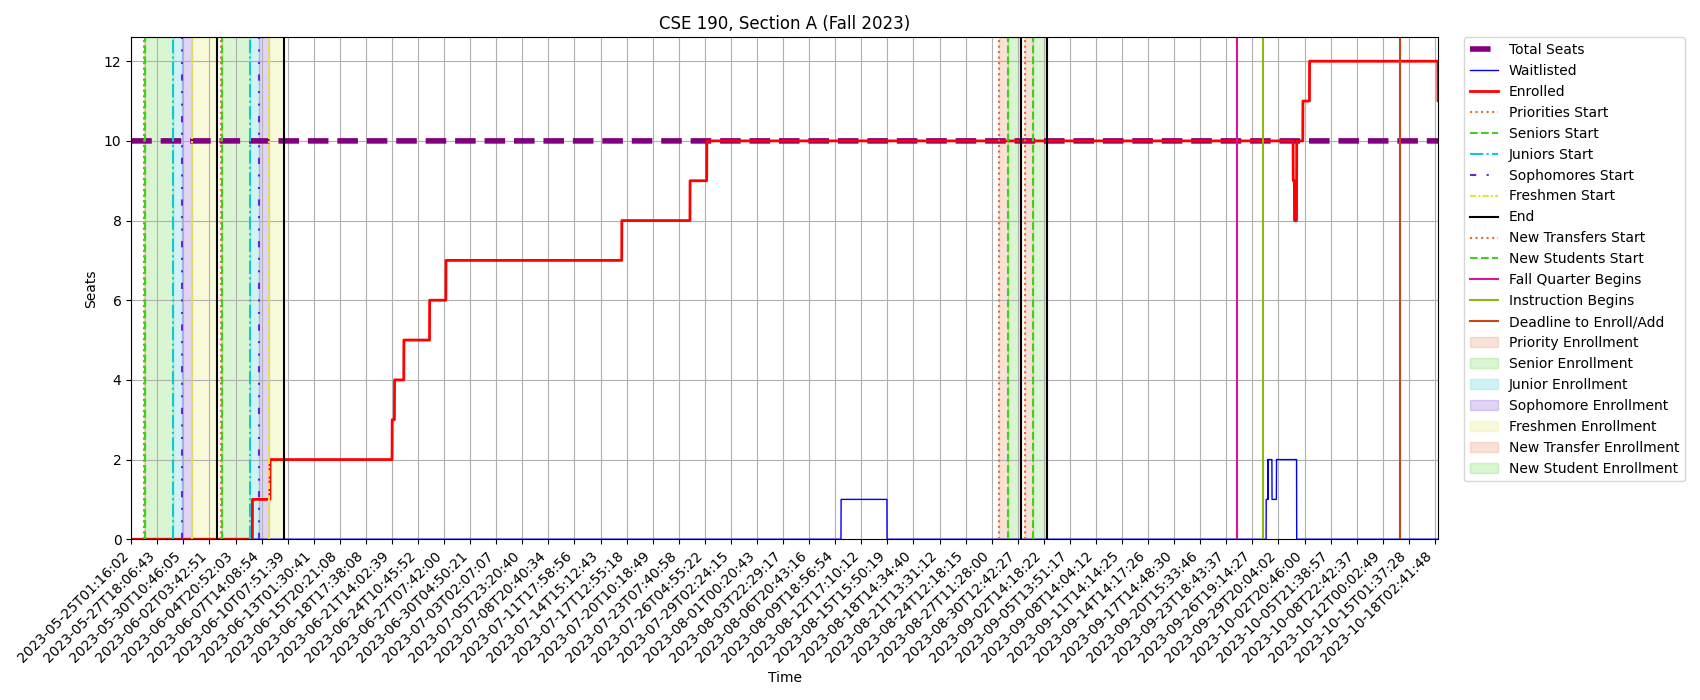 CSE 190, Section A (Fall 2023)
Seats
12
10
8
6
4
2
0
2023-05-25T01:16:02
2023-05-27T18:06:43
2023-05-30T10:46:05
2023-06-02T03:42:51
2023-06-04T20:52:03
2023-06-07T14:08:54
2023-06-10T07:51:39
2023-06-13T01:30:41
2023-06-15T20:21:08
2023-06-18T17:38:08
2023-06-21T14:02:39
2023-06-24T10:45:52
2023-06-27T07:42:00
2023-06-30T04:50:21
2023-07-03T02:07:07
2023-07-05T23:20:40
2023-07-08T20:40:34
2023-07-11T17:58:56
2023-07-14T15:12:43
2023-07-17T12:55:18
2023-07-20T10:18:49
2023-07-23T07:40:58
2023-07-26T04:55:22
2023-07-29T02:24:15
2023-08-01T00:20:43
2023-08-03T22:29:17
2023-08-06T20:43:16
2023-08-09T18:56:54
2023-08-12T17:10:12
2023-08-15T15:50:19
2023-08-18T14:34:40
2023-08-21T13:31:12
2023-08-24T12:18:15
2023-08-27T11:28:00
2023-08-30T12:42:27
2023-09-02T14:18:22
2023-09-05T13:51:17
2023-09-08T14:04:12
2023-09-11T14:14:25
2023-09-14T14:17:26
2023-09-17T14:48:30
2023-09-20T15:33:46
2023-09-23T18:43:37
2023-09-26T19:14:27
2023-09-29T20:04:02
2023-10-02T20:46:00
2023-10-05T21:38:57
2023-10-08T22:42:37
2023-10-12T00:02:49
2023-10-15T01:37:28
2023-10-18T02:41:48
Time
Total Seats
Waitlisted
Enrolled
Priorities Start
Seniors Start
Juniors Start
Sophomores Start
Freshmen Start
End
New Transfers Start
New Students Start
Fall Quarter Begins
Instruction Begins
Deadline to Enroll/Add
Priority Enrollment
Senior Enrollment
Junior Enrollment
Sophomore Enrollment
Freshmen Enrollment
New Transfer Enrollment
New Student Enrollment